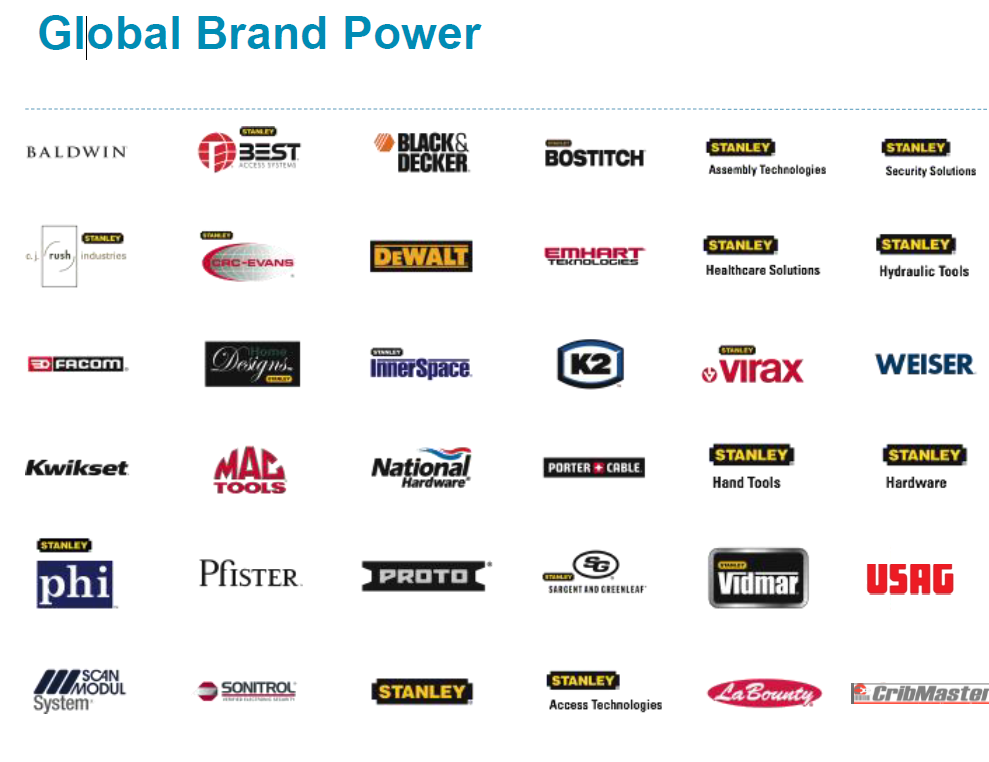 Global Brand Power
BALDWIN
STANLEY
BEST
ACCESS SYSTEMS
BLACK&
DECKER
STANLEY
BOSTITCH
STANLEY
Assembly Technologies
STANLEY
Security Solutions
c.j. rush industries
STANLEY
STANLEY
CRC-EVANS
DEWALT
EMHART
TEKNOLOGIES
STANLEY
Healthcare Solutions
STANLEY
Hydraulic Tools
FACOM
Home
Designs
STANLEY
STANLEY
InnerSpace
K2
STANLEY
virax
WEISER
Kwikset
MAC
TOOLS
National
Hardware®
PORTER CABLE
STANLEY
Hand Tools
STANLEY
Hardware
STANLEY
phi
Pfister
PROTO®
SG
STANLEY
SARGENT AND GREENLEAF
STANLEY
Vidmar
USAG
SCAN
MODUL
System
SONITROL
VERIFIED ELECTRONIC SECURITY
STANLEY
STANLEY
Access Technologies
LaBounty
CribMaster